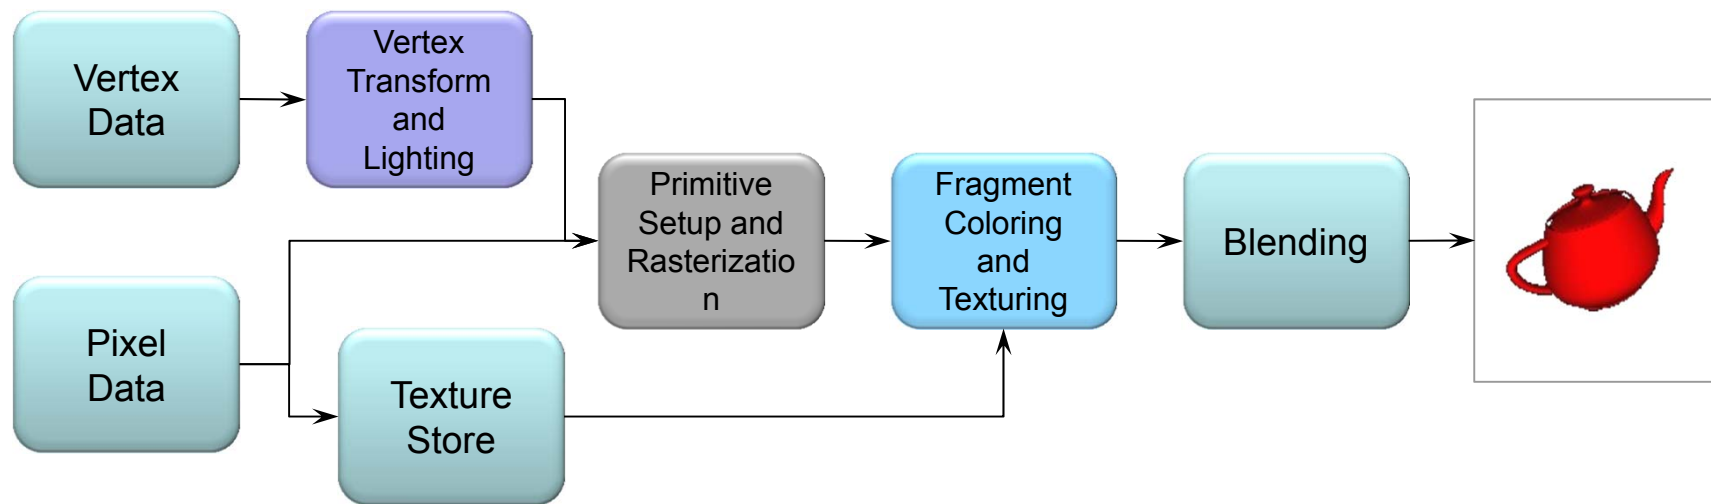 Vertex
Data
Vertex
Transform
and
Lighting
Primitive
Setup and
Rasterizatio
n
Fragment
Coloring
and
Texturing
Blending
Pixel
Data
Texture
Store